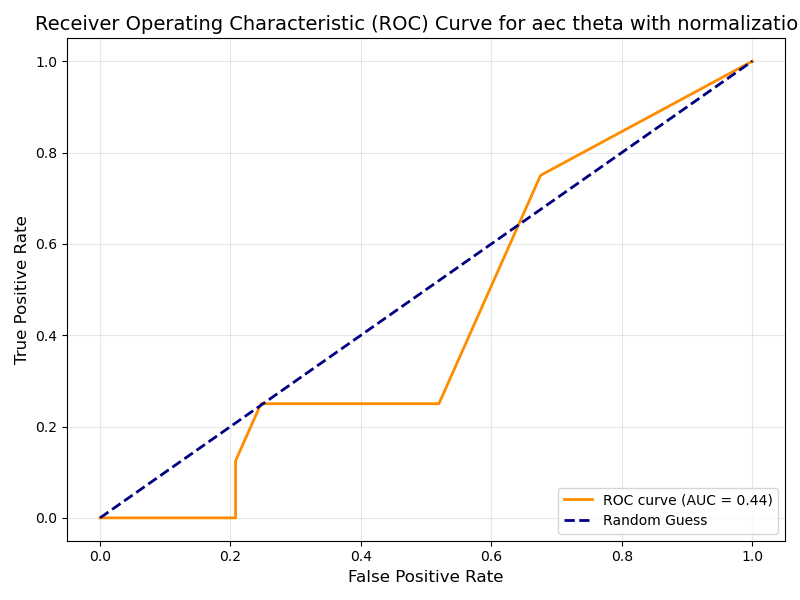 Receiver Operating Characteristic (ROC) Curve for aec theta with normalizatio
1.0
0.8
0.6
0.4
0.2
0.0
True Positive Rate
0.0 0.2 0.4 0.6 0.8 1.0
False Positive Rate
ROC curve (AUC = 0.44)
Random Guess